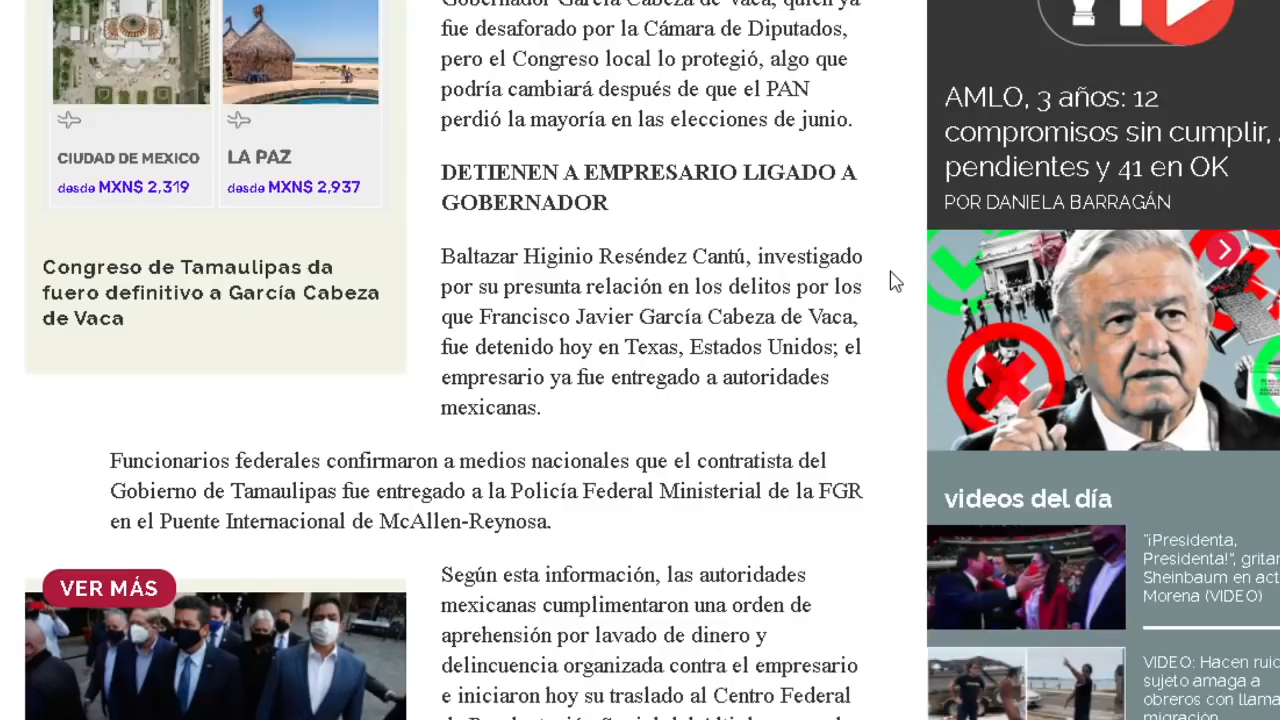 Gobernador García Cabeza de Vaca, quien ya
fue desaforado por la Cámara de Diputados,
pero el Congreso local lo protegió, algo que
podría cambiará después de que el PAN
perdió la mayoría en las elecciones de junio.
CIUDAD DE MEXICO
desde MXN$ 2,319
LA PAZ
desde MXN$ 2,937
Congreso de Tamaulipas da
fuero definitivo a García Cabeza
de Vaca
DETIENEN A EMPRESARIO LIGADO A
GOBERNADOR
Baltazar Higinio Reséndez Cantú, investigado
por su presunta relación en los delitos por los
que Francisco Javier García Cabeza de Vaca,
fue detenido hoy en Texas, Estados Unidos; el
empresario ya fue entregado a autoridades
mexicanas.
Funcionarios federales confirmaron a medios nacionales que el contratista del
Gobierno de Tamaulipas fue entregado a la Policía Federal Ministerial de la FGR
en el Puente Internacional de McAllen-Reynosa.
VER MÁS
Según esta información, las autoridades
mexicanas cumplimentaron una orden de
aprehensión por lavado de dinero y
delincuencia organizada contra el empresario
e iniciaron hoy su traslado al Centro Federal
AMLO, 3 años: 12
compromisos sin cumplir,
pendientes y 41 en OK
POR DANIELA BARRAGÁN
videos del día
"¡Presidenta,
Presidenta!", gritan
Sheinbaum en act
Morena (VIDEO)
VIDEO: Hacen ruid
sujeto amaga a
obreros con llama
migración